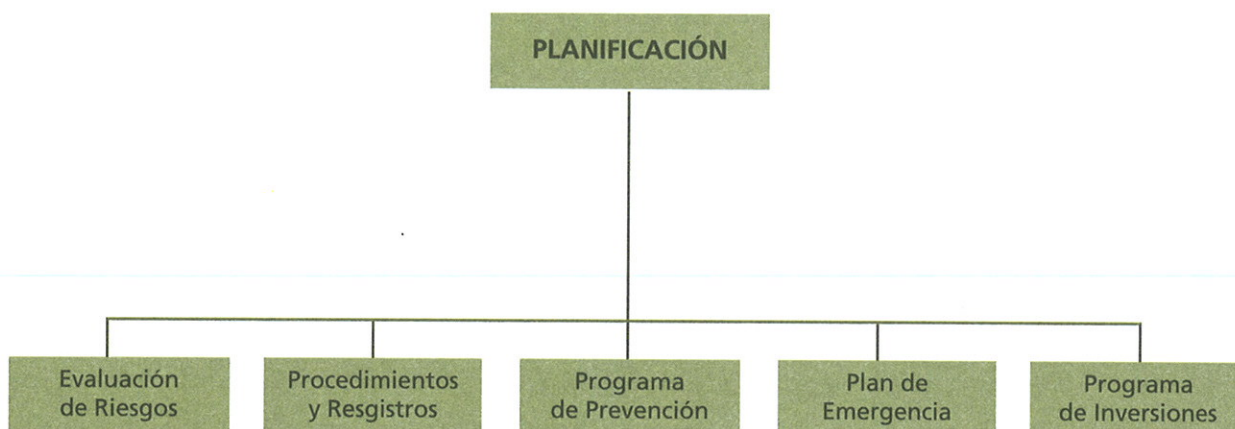 PLANIFICACIÓN
Evaluación
de Riesgos
Procedimientos
y Resgistros
Programa
de Prevención
Plan de
Emergencia
Programa
de Inversiones